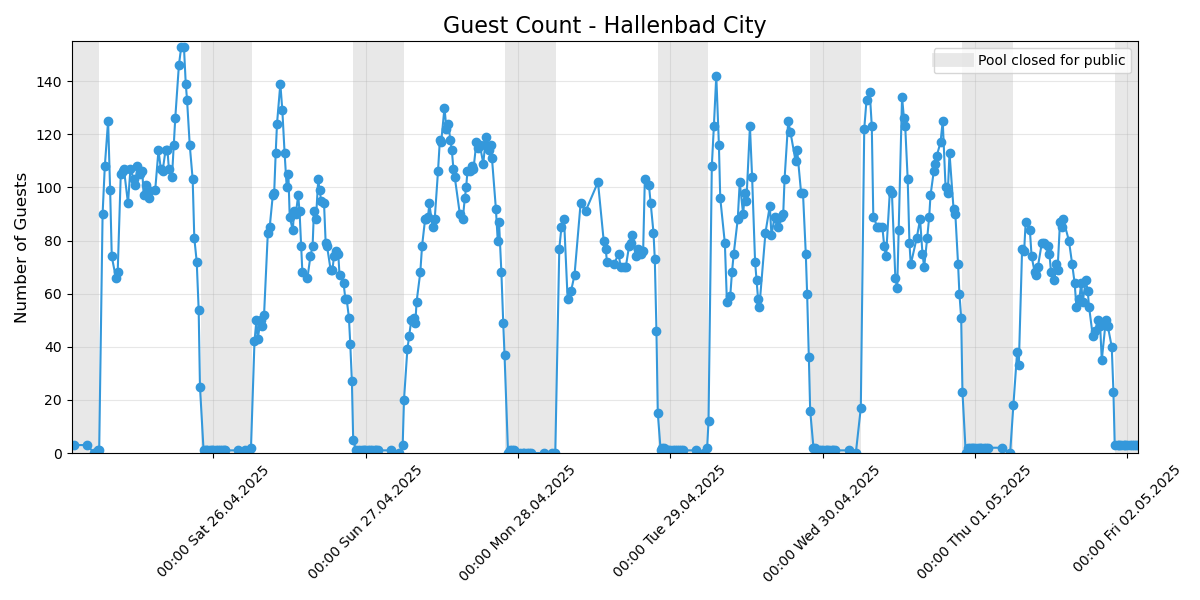 Guest Count - Hallenbad City
Pool closed for public
Number of Guests
140
120
100
80
60
40
20
0
00:00 Sat 26.04.2025
00:00 Sun 27.04.2025
00:00 Mon 28.04.2025
00:00 Tue 29.04.2025
00:00 Wed 30.04.2025
00:00 Thu 01.05.2025
00:00 Fri 02.05.2025